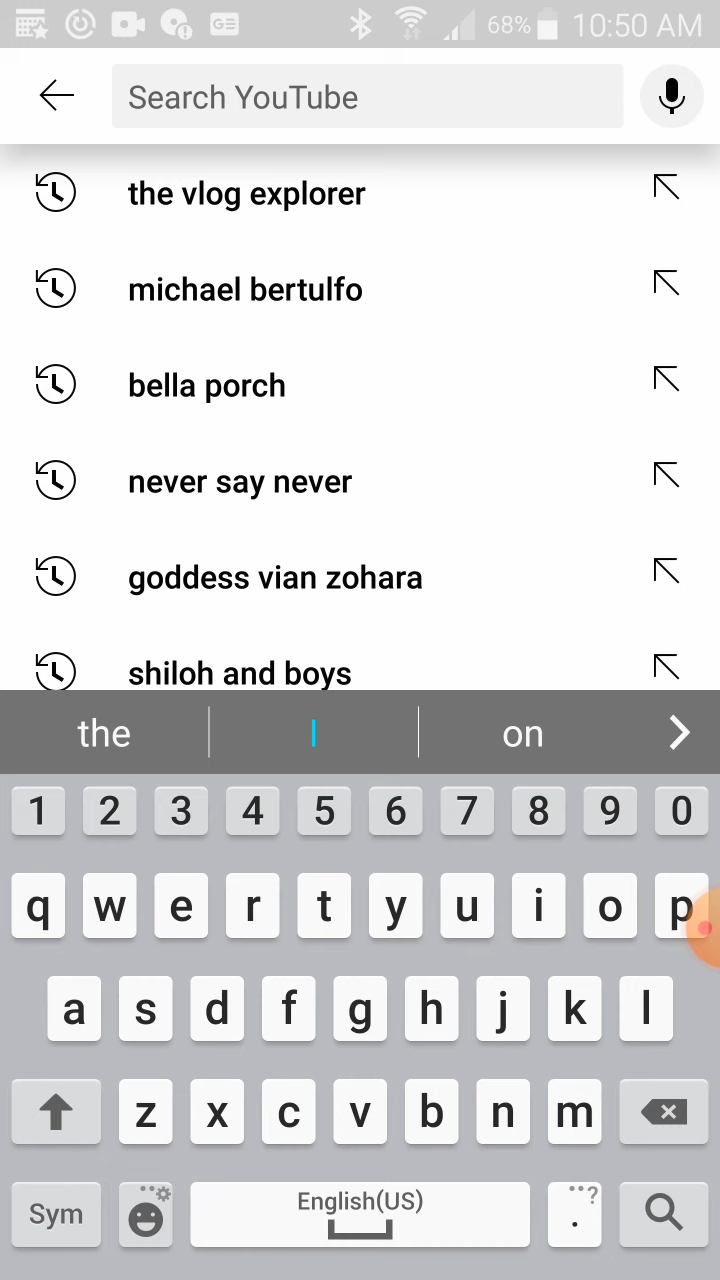 68% 10:50 AM
Search YouTube
the vlog explorer
michael bertulfo
bella porch
never say never
goddess vian zohara
shiloh and boys
the I on
1 2 3 4 5 6 7 8 9 0
q w e r t y u i o p
a s d f g h j k l
z x c v b n m
Sym English(US) . ?